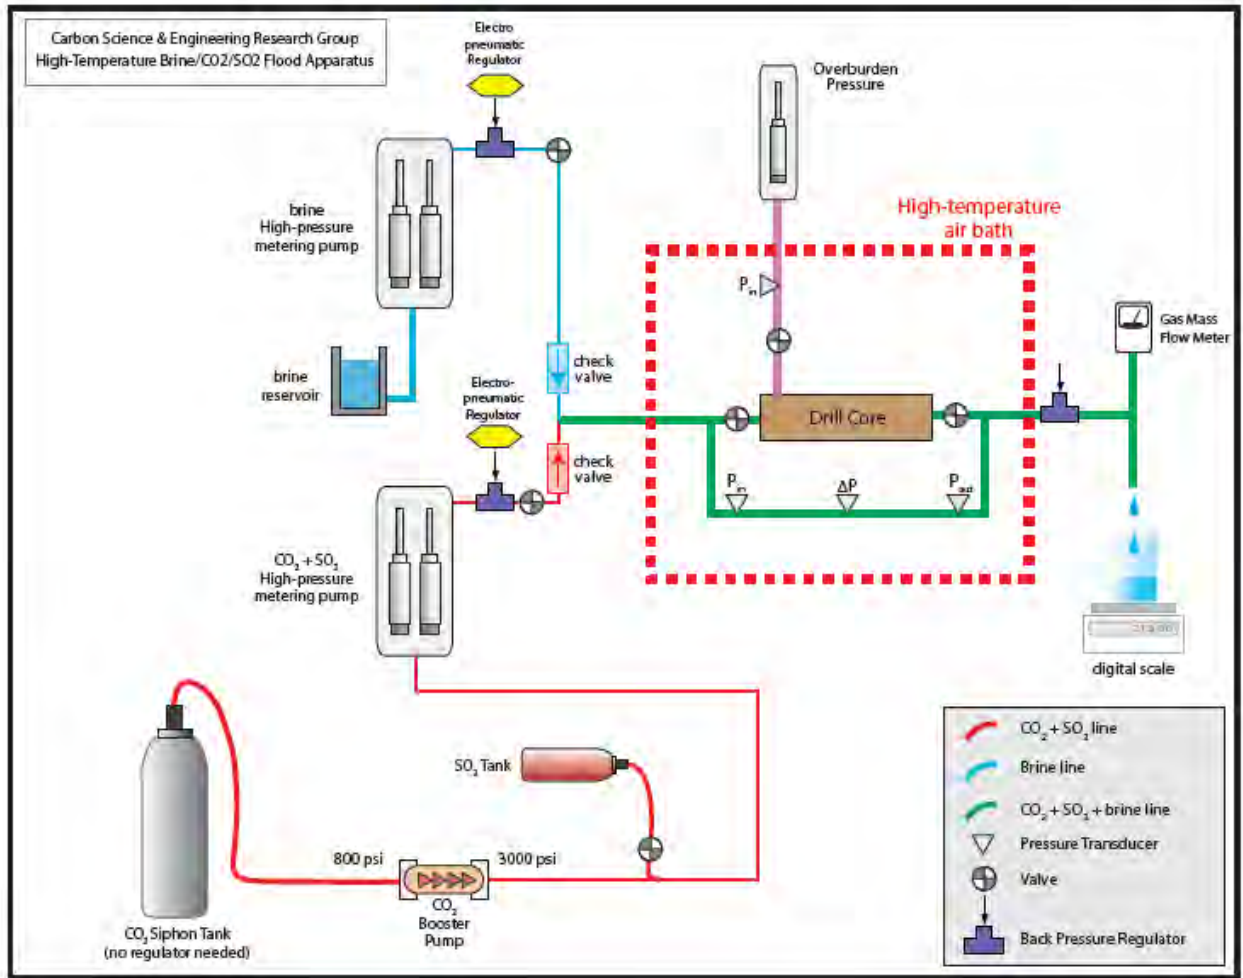 Carbon Science & Engineering Research Group
High-Temperature Brine/CO2/SO2 Flood Apparatus
Electro
pneumatic
Regulator
Overburden
Pressure
brine
High-pressure
metering pump
High-temperature
air bath
P_in
Gas Mass
Flow Meter
brine
reservoir
check
valve
Electro-
pneumatic
Regulator
Drill Core
check
valve
P_in
ΔP
P_out
CO₂ + SO₂
High-pressure
metering pump
digital scale
SO₂ Tank
800 psi
3000 psi
CO₂
Booster
Pump
CO₂ Siphon Tank
(no regulator needed)
CO₂ + SO₂ line
Brine line
CO₂ + SO₂ + brine line
Pressure Transducer
Valve
Back Pressure Regulator